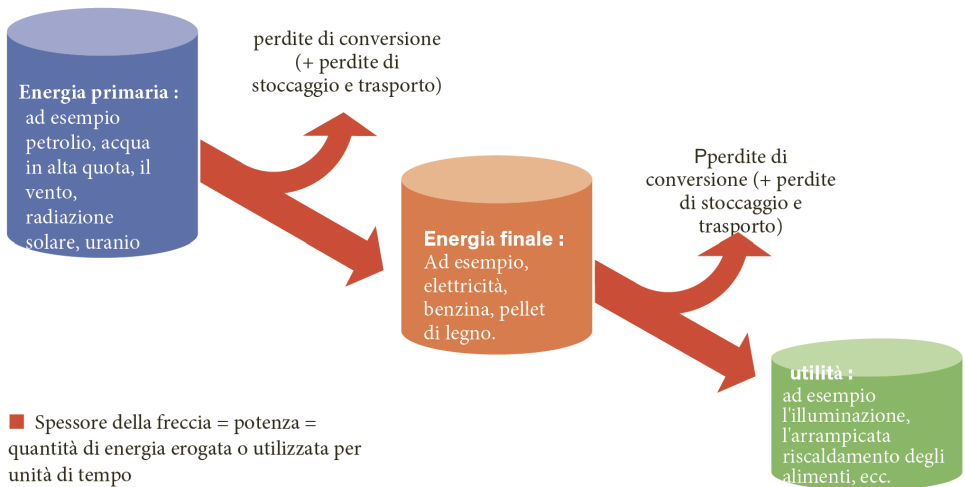 Energia primaria :
ad esempio
petrolio, acqua
in alta quota, il
vento,
radiazione
solare, uranio
perdite di conversione
(+ perdite di
stoccaggio e trasporto)
Energia finale :
Ad esempio,
elettricità,
benzina, pellet
di legno.
Pperdite di
conversione (+ perdite
di stoccaggio e
trasporto)
utilità :
ad esempio
l'illuminazione,
l'arrampicata
riscaldamento degli
alimenti, ecc.
Spessore della freccia = potenza =
quantità di energia erogata o utilizzata per
unità di tempo